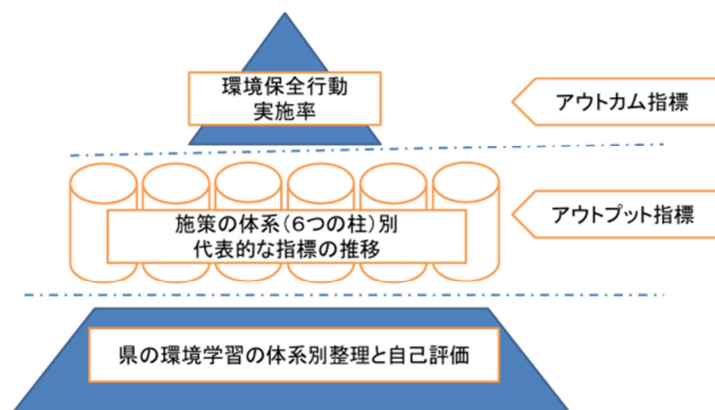 環境保全行動
実施率
アウトカム指標
施策の体系(6つの柱)別
代表的な指標の推移
アウトプット指標
県の環境学習の体系別整理と自己評価